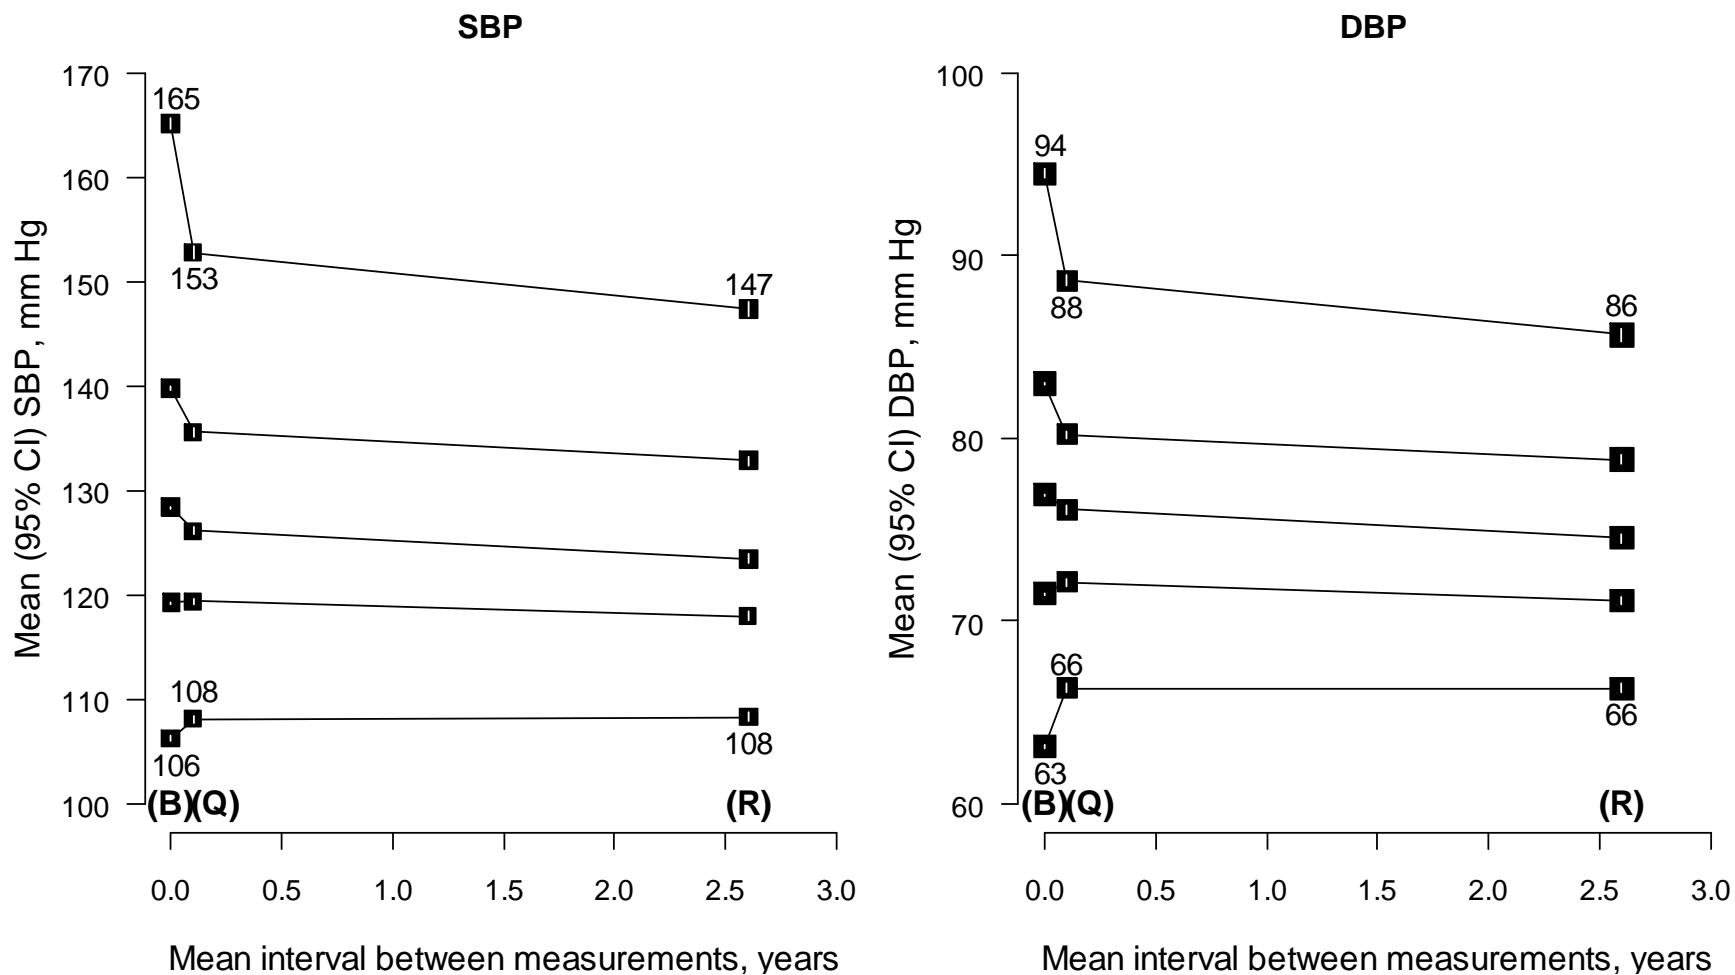 SBP
Mean (95% CI) SBP, mm Hg
170
160
150
140
130
120
110
100
165
153
147
108
106
108
(B)(Q)
(R)
0.0 0.5 1.0 1.5 2.0 2.5 3.0
Mean interval between measurements, years
DBP
Mean (95% CI) DBP, mm Hg
100
90
80
70
60
94
88
86
66
63
66
(B)(Q)
(R)
0.0 0.5 1.0 1.5 2.0 2.5 3.0
Mean interval between measurements, years